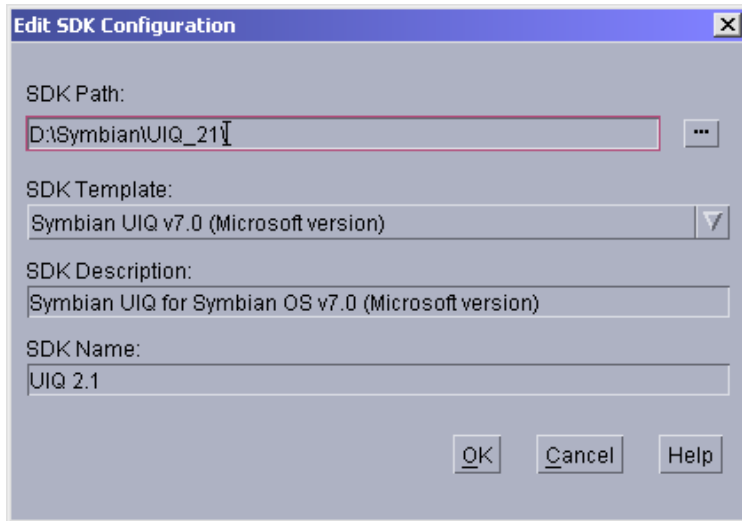 Edit SDK Configuration
SDK Path:
D:\Symbian\UIQ_21\
...
SDK Template:
Symbian UIQ v7.0 (Microsoft version)
SDK Description:
Symbian UIQ for Symbian OS v7.0 (Microsoft version)
SDK Name:
UIQ 2.1
OK Cancel Help